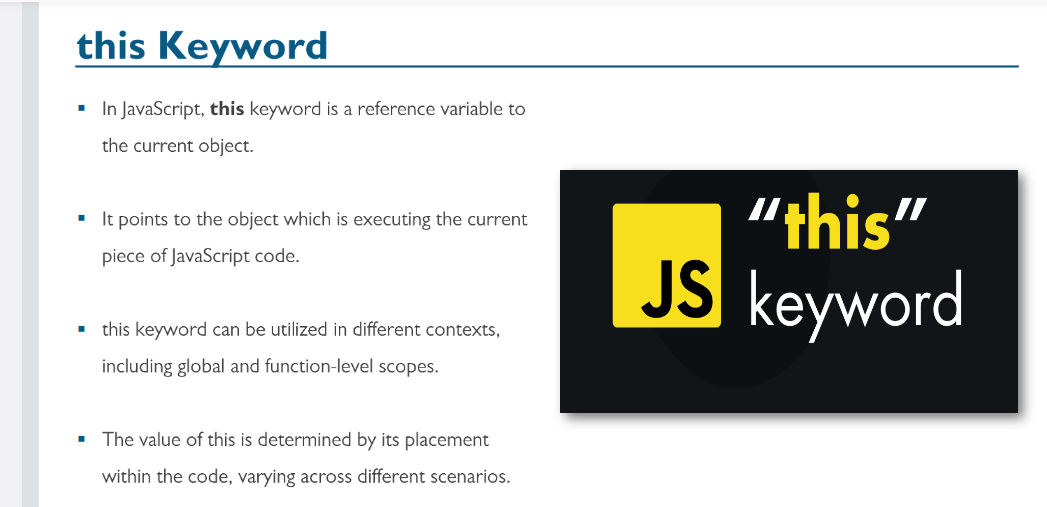 this Keyword
▪ In JavaScript, this keyword is a reference variable to
the current object.
▪ It points to the object which is executing the current
piece of JavaScript code.
▪ this keyword can be utilized in different contexts,
including global and function-level scopes.
▪ The value of this is determined by its placement
within the code, varying across different scenarios.
JS
“this”
keyword